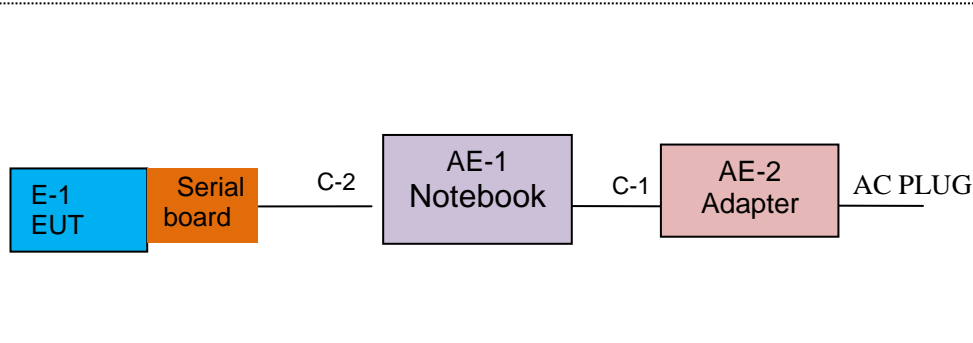 E-1
EUT
Serial
board
C-2
AE-1
Notebook
C-1
AE-2
Adapter
AC PLUG